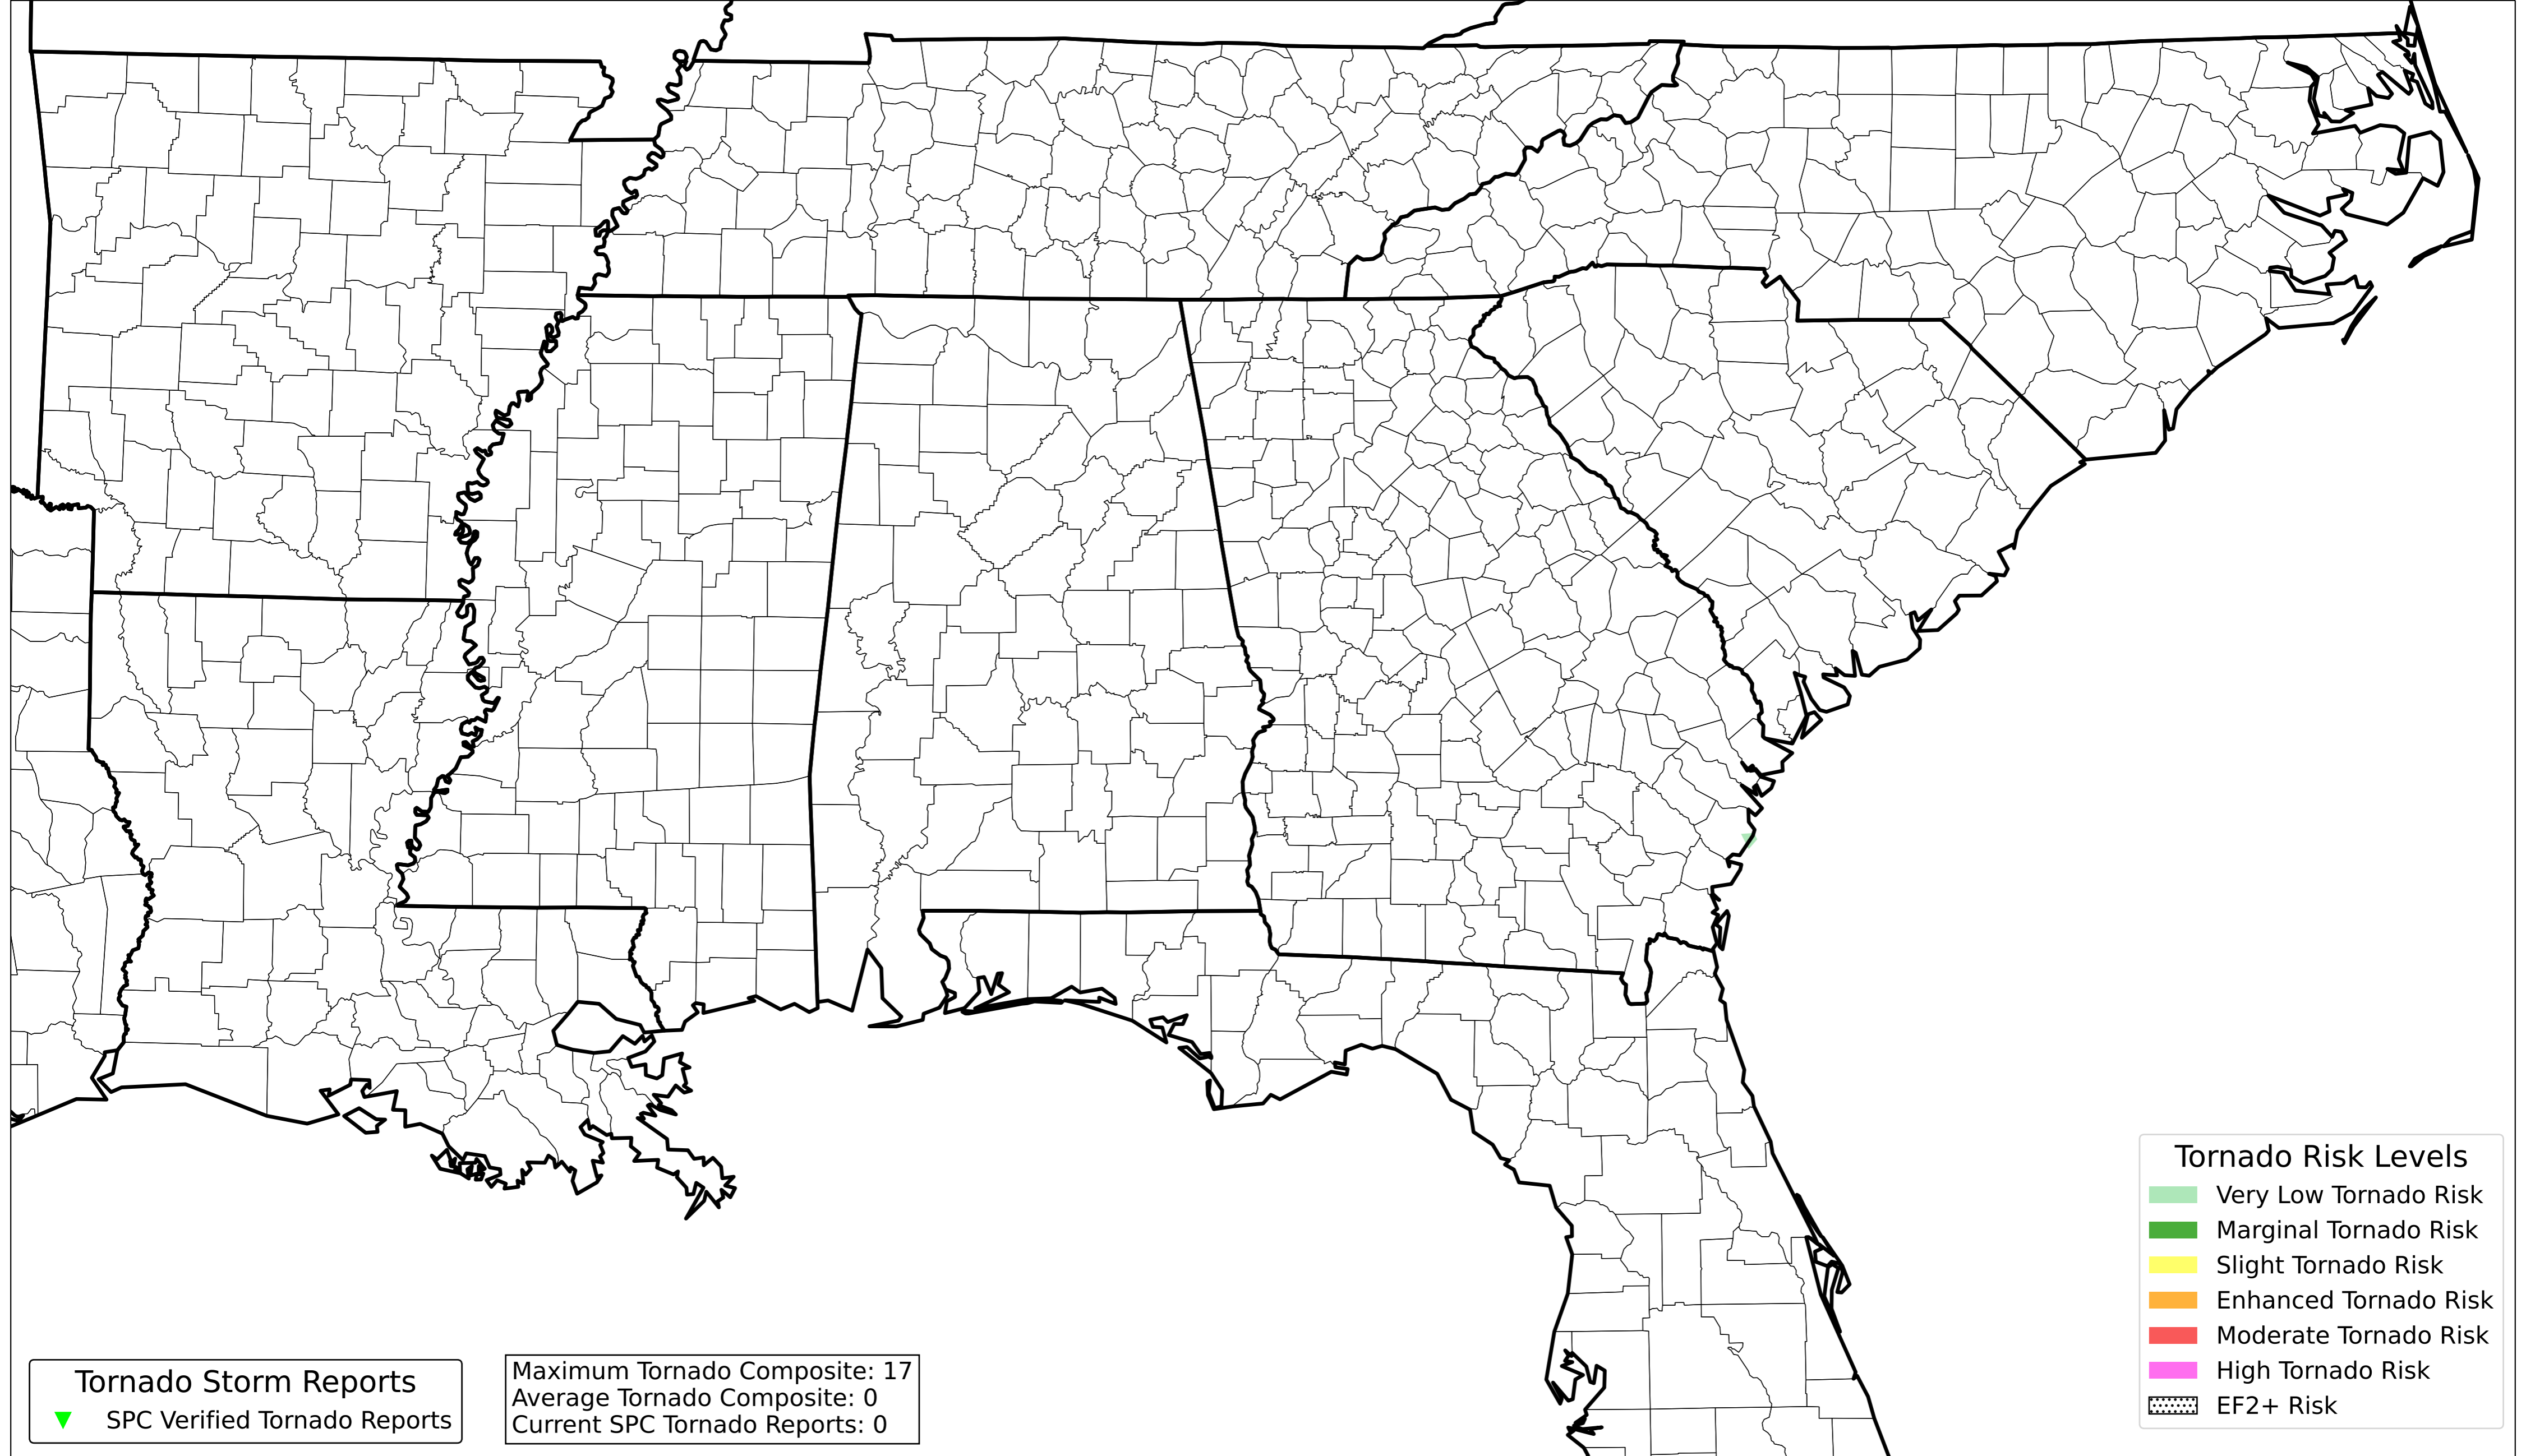 Tornado Storm Reports
SPC Verified Tornado Reports
Maximum Tornado Composite: 17
Average Tornado Composite: 0
Current SPC Tornado Reports: 0
Tornado Risk Levels
Very Low Tornado Risk
Marginal Tornado Risk
Slight Tornado Risk
Enhanced Tornado Risk
Moderate Tornado Risk
High Tornado Risk
EF2+ Risk